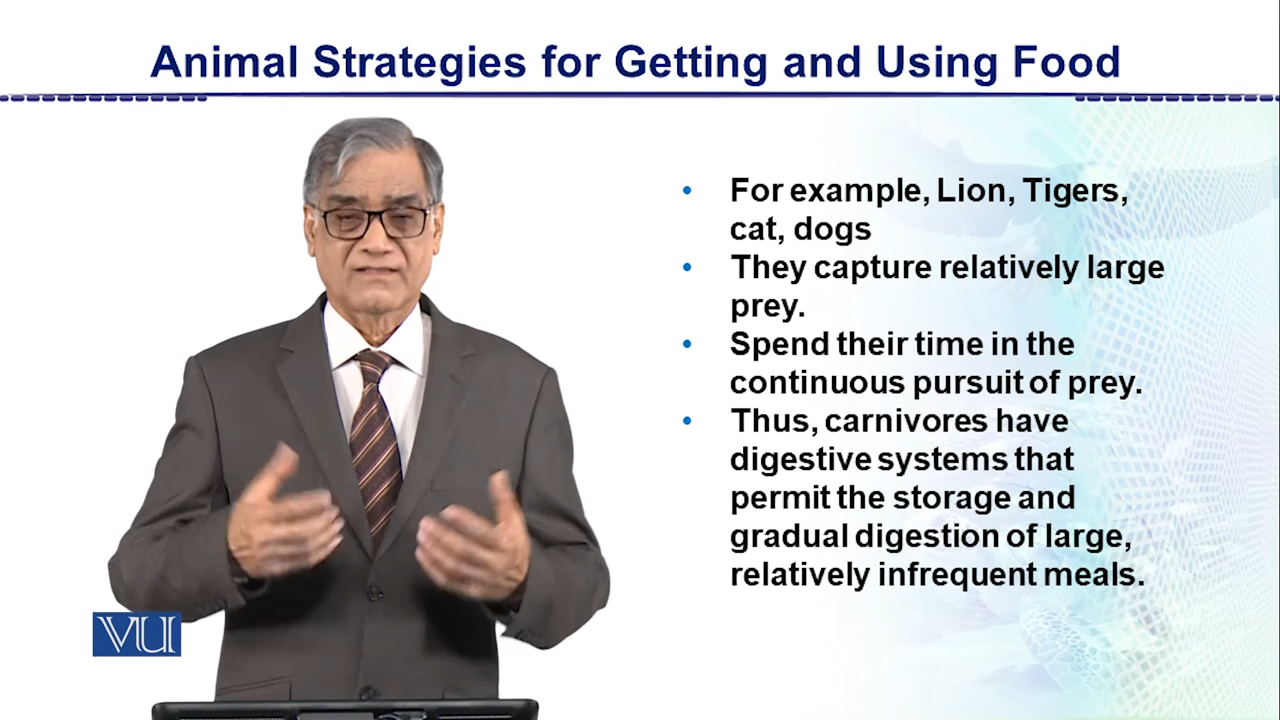 Animal Strategies for Getting and Using Food
• For example, Lion, Tigers,
cat, dogs
• They capture relatively large
prey.
• Spend their time in the
continuous pursuit of prey.
• Thus, carnivores have
digestive systems that
permit the storage and
gradual digestion of large,
relatively infrequent meals.
VU